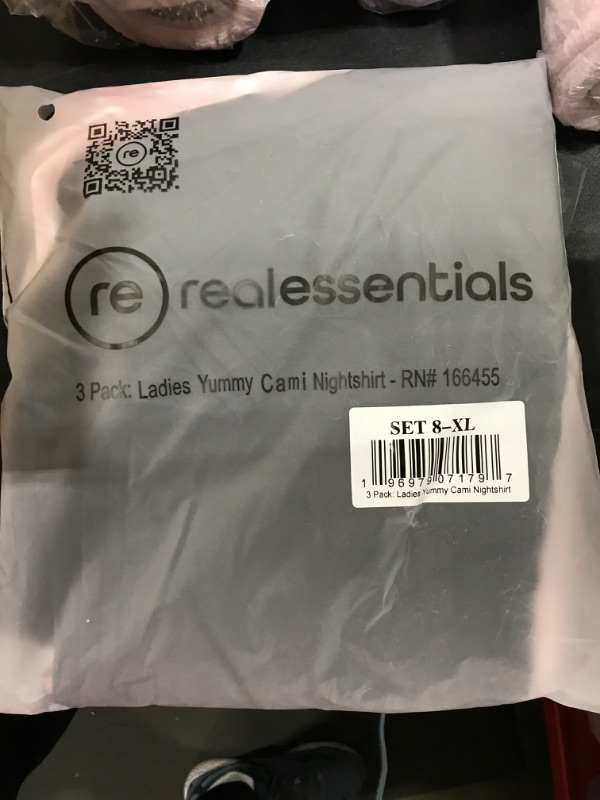 re
re realessentials
3 Pack: Ladies Yummy Cami Nightshirt - RN# 166455
SET 8-XL
1 96979 07179 7
3 Pack: Ladies Yummy Cami Nightshirt